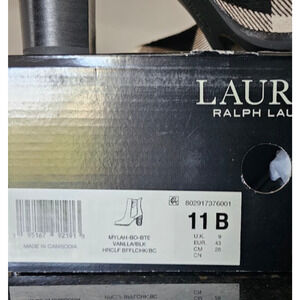 LAUR
RALPH LAU
802917376001
11 B
U.K. 9
EUR 43
CM 28
CN
MYLAH-BO-BTE
VANILLA/BLK
HRCLF BFFLCHK/BC
MADE IN CAMBODIA